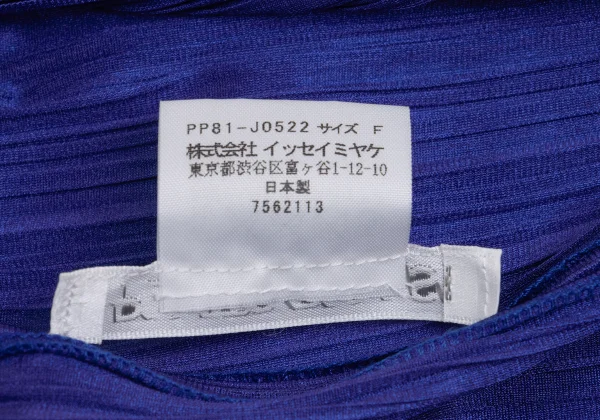 PP81-J0522 サイズ F
株式会社 イッセイミヤケ
東京都渋谷区富ヶ谷1-12-10
日本製
7562113